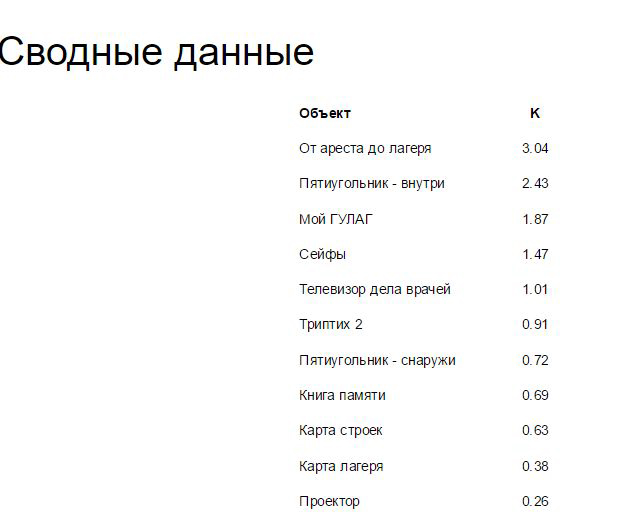 Сводные данные
Объект K
От ареста до лагеря 3.04
Пятиугольник - внутри 2.43
Мой ГУЛАГ 1.87
Сейфы 1.47
Телевизор дела врачей 1.01
Триптих 2 0.91
Пятиугольник - снаружи 0.72
Книга памяти 0.69
Карта строек 0.63
Карта лагеря 0.38
Проектор 0.26